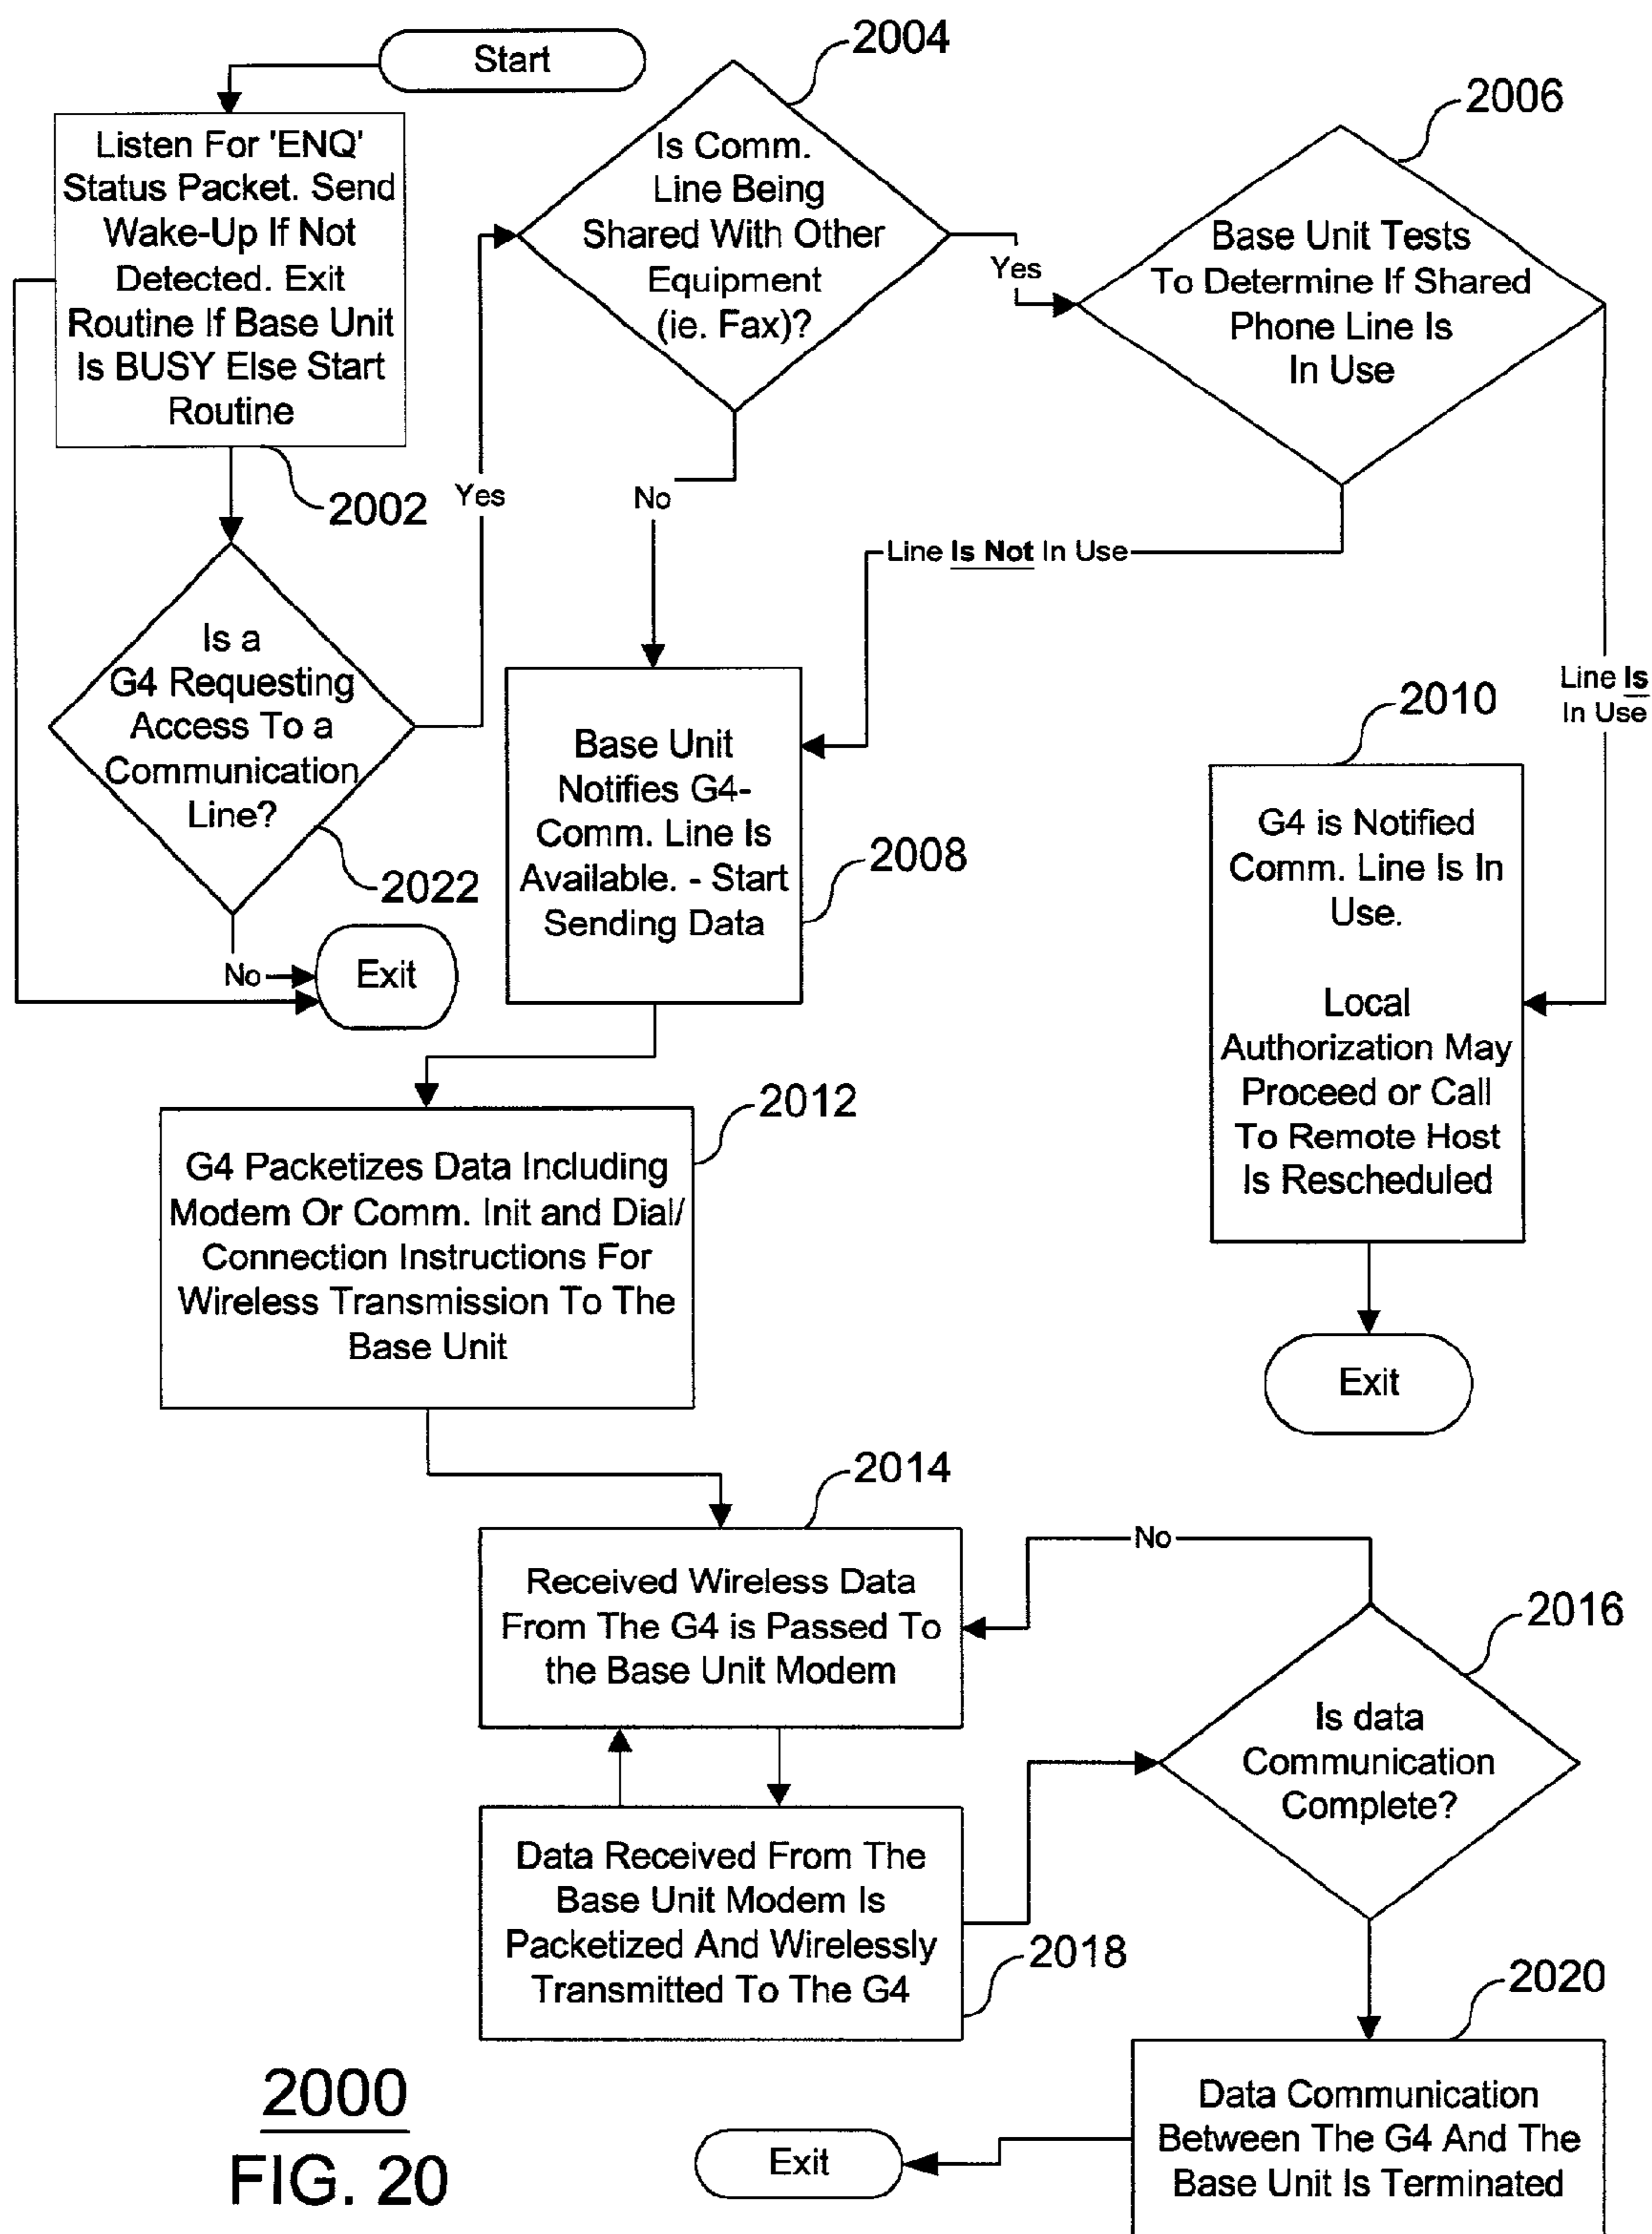 Start
2004
2006
Listen For 'ENQ'
Status Packet. Send
Wake-Up If Not
Detected. Exit
Routine If Base Unit
Is BUSY Else Start
Routine
2002
Is Comm.
Line Being
Shared With Other
Equipment
(ie. Fax)?
Yes
Base Unit Tests
To Determine If Shared
Phone Line Is
In Use
Yes
No
Line Is Not In Use
Line Is
In Use
Is a
G4 Requesting
Access To a
Communication
Line?
2022
No
Exit
Base Unit
Notifies G4-
Comm. Line Is
Available. - Start
Sending Data
2008
2010
G4 is Notified
Comm. Line Is In
Use.
Local
Authorization May
Proceed or Call
To Remote Host
Is Rescheduled
Exit
2012
G4 Packetizes Data Including
Modem Or Comm. Init and Dial/
Connection Instructions For
Wireless Transmission To The
Base Unit
2014
Received Wireless Data
From The G4 is Passed To
the Base Unit Modem
No
2016
Is data
Communication
Complete?
Data Received From The
Base Unit Modem Is
Packetized And Wirelessly
Transmitted To The G4
2018
2020
Data Communication
Between The G4 And The
Base Unit Is Terminated
Exit
2000
FIG. 20